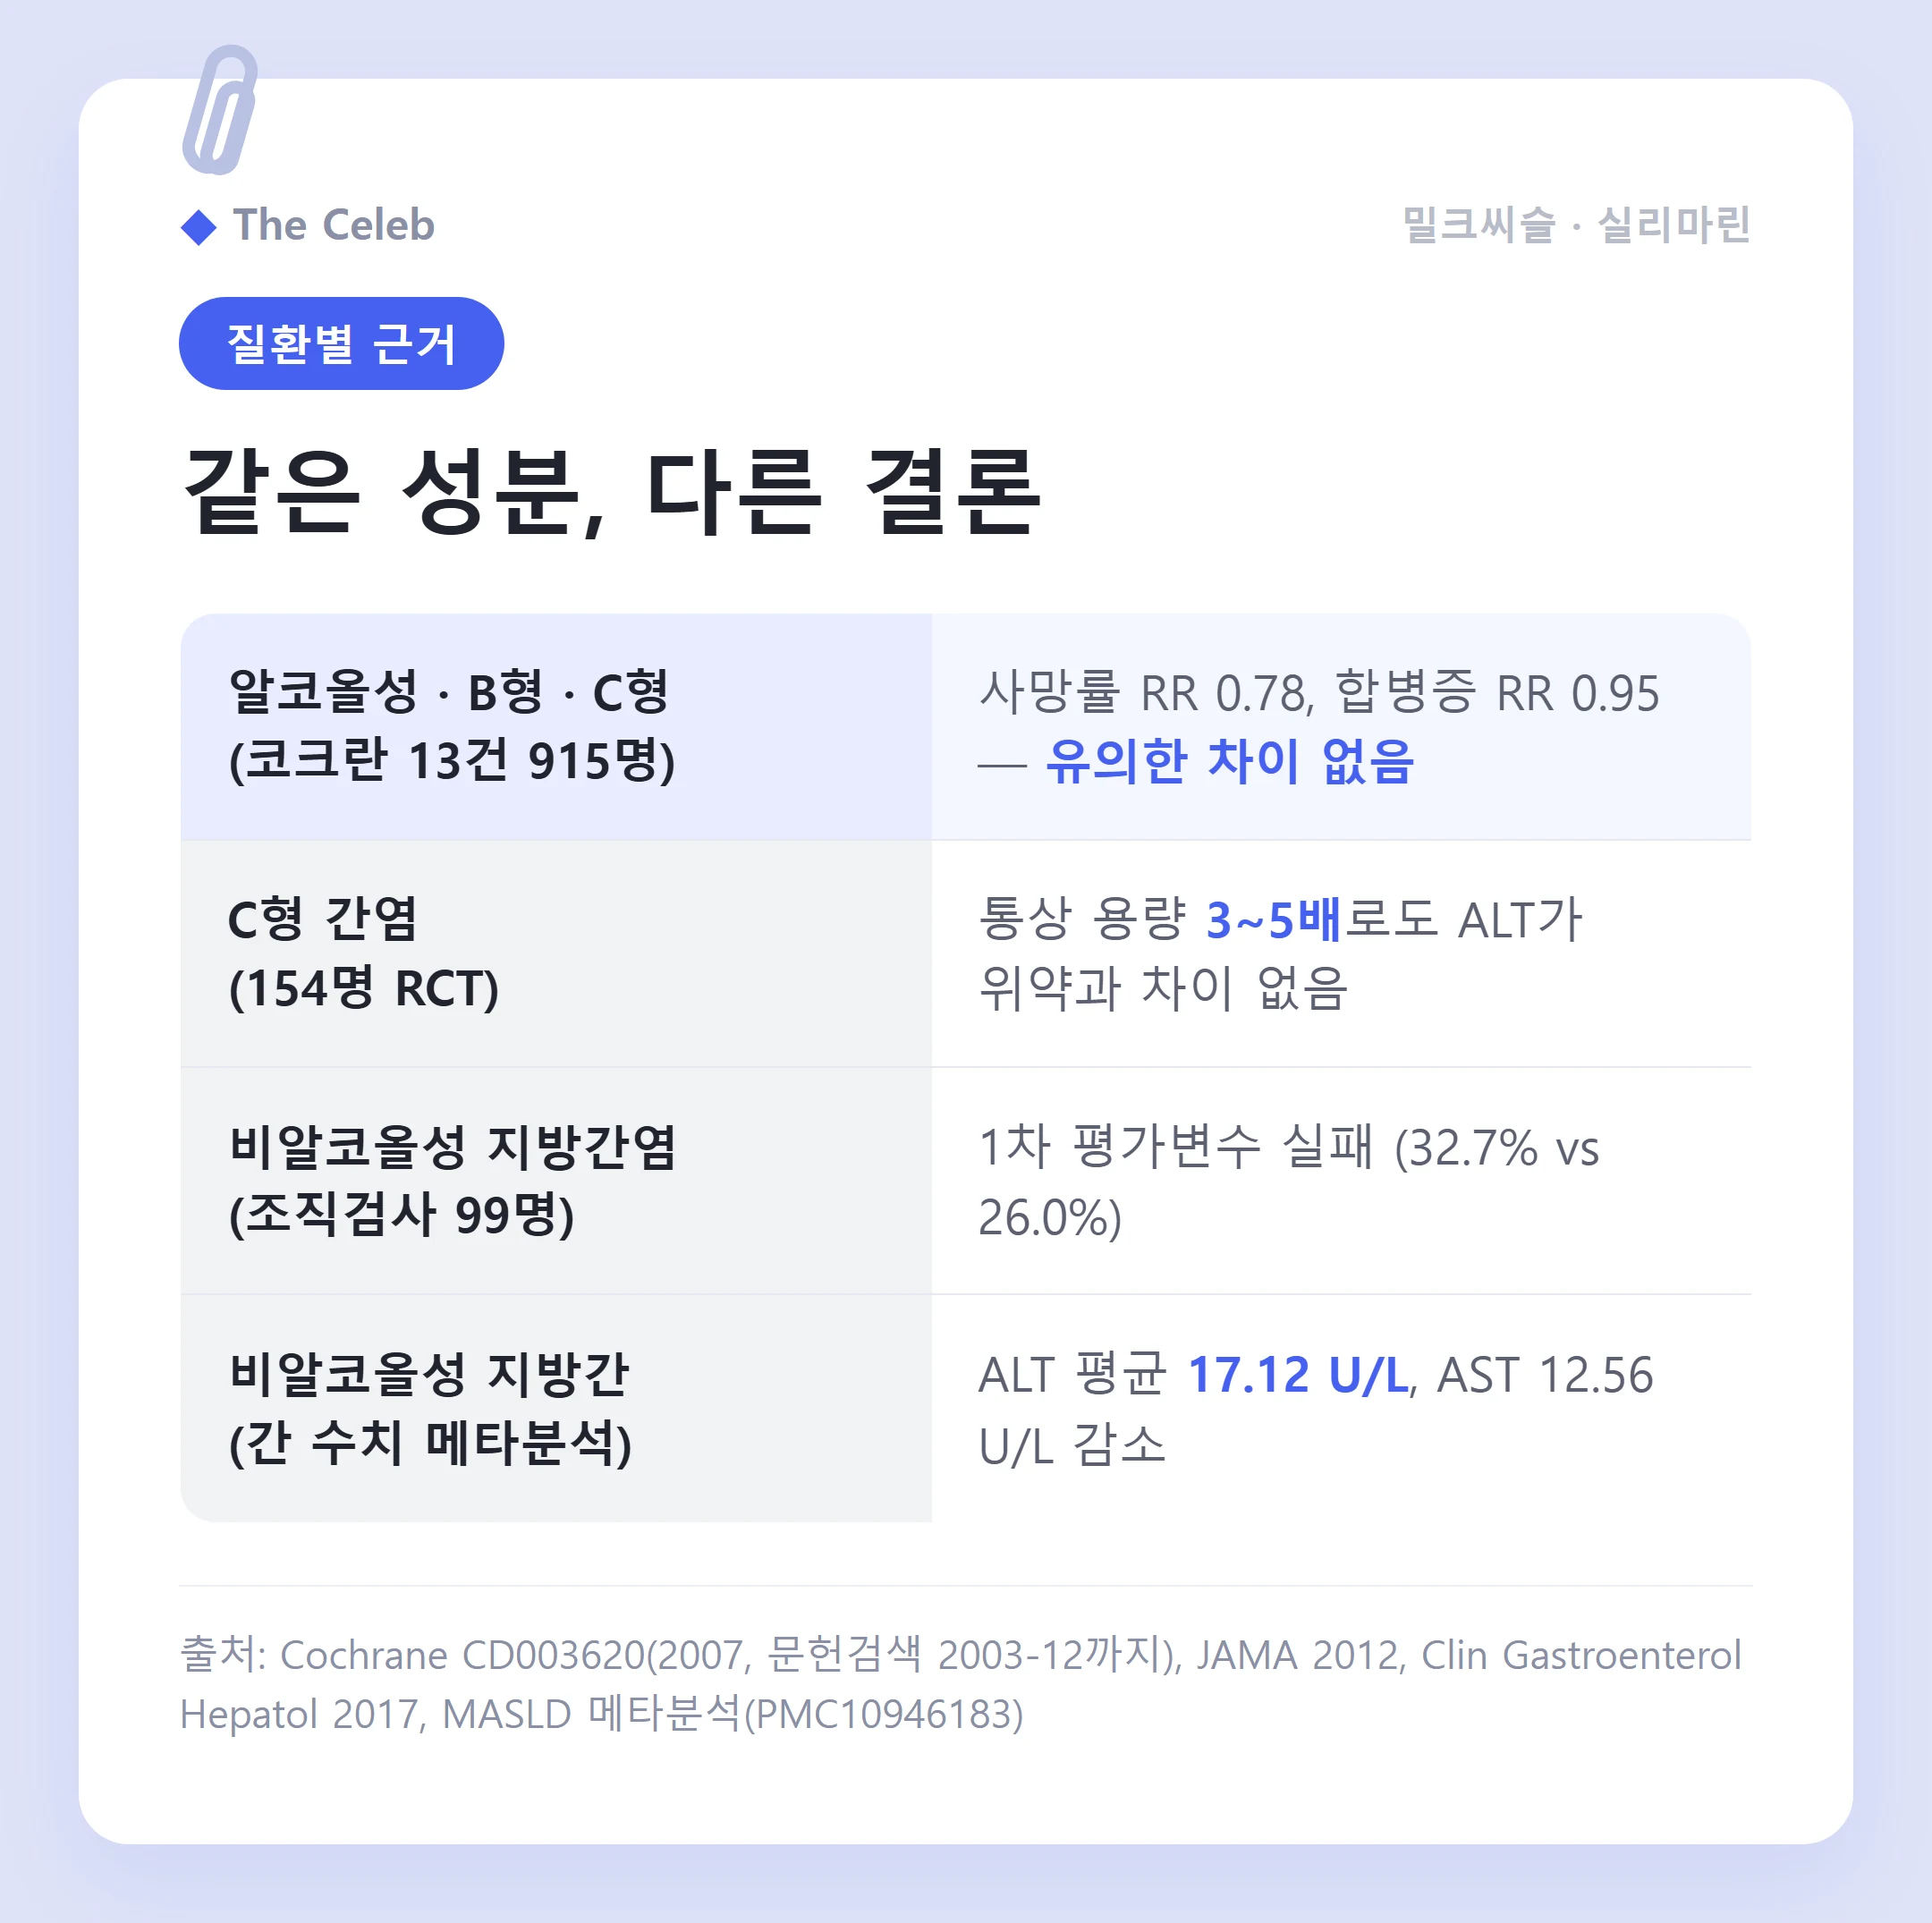 The Celeb
밀크씨슬 · 실리마린
질환별 근거
같은 성분, 다른 결론
알코올성 · B형 · C형
(코크란 13건 915명)
사망률 RR 0.78, 합병증 RR 0.95
— 유의한 차이 없음
C형 간염
(154명 RCT)
통상 용량 3~5배로도 ALT가
위약과 차이 없음
비알코올성 지방간염
(조직검사 99명)
1차 평가변수 실패 (32.7% vs
26.0%)
비알코올성 지방간
(간 수치 메타분석)
ALT 평균 17.12 U/L, AST 12.56
U/L 감소
출처: Cochrane CD003620(2007, 문헌검색 2003-12까지), JAMA 2012, Clin Gastroenterol
Hepatol 2017, MASLD 메타분석(PMC10946183)